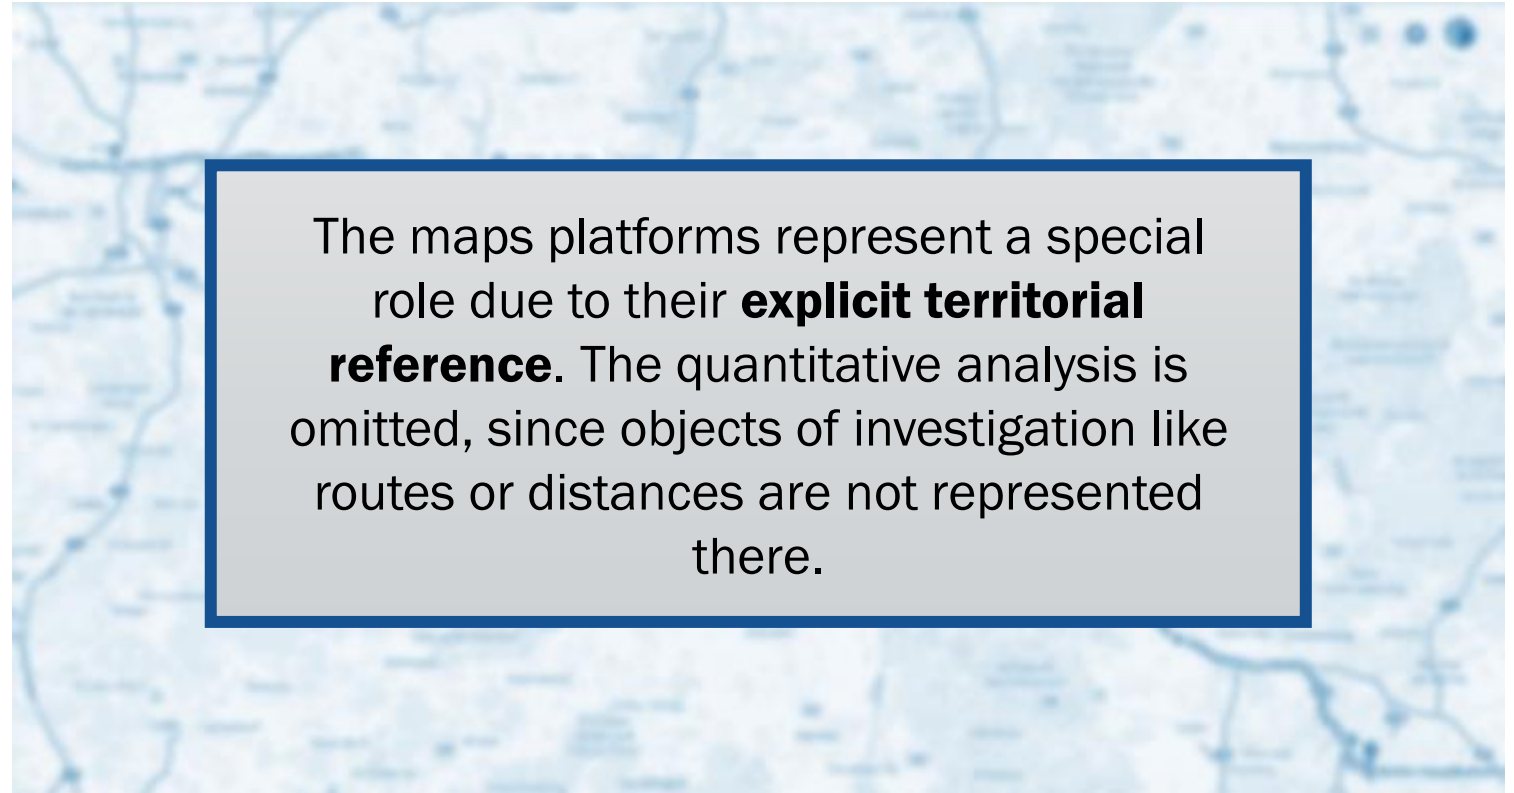 The maps platforms represent a special
role due to their explicit territorial
reference. The quantitative analysis is
omitted, since objects of investigation like
routes or distances are not represented
there.